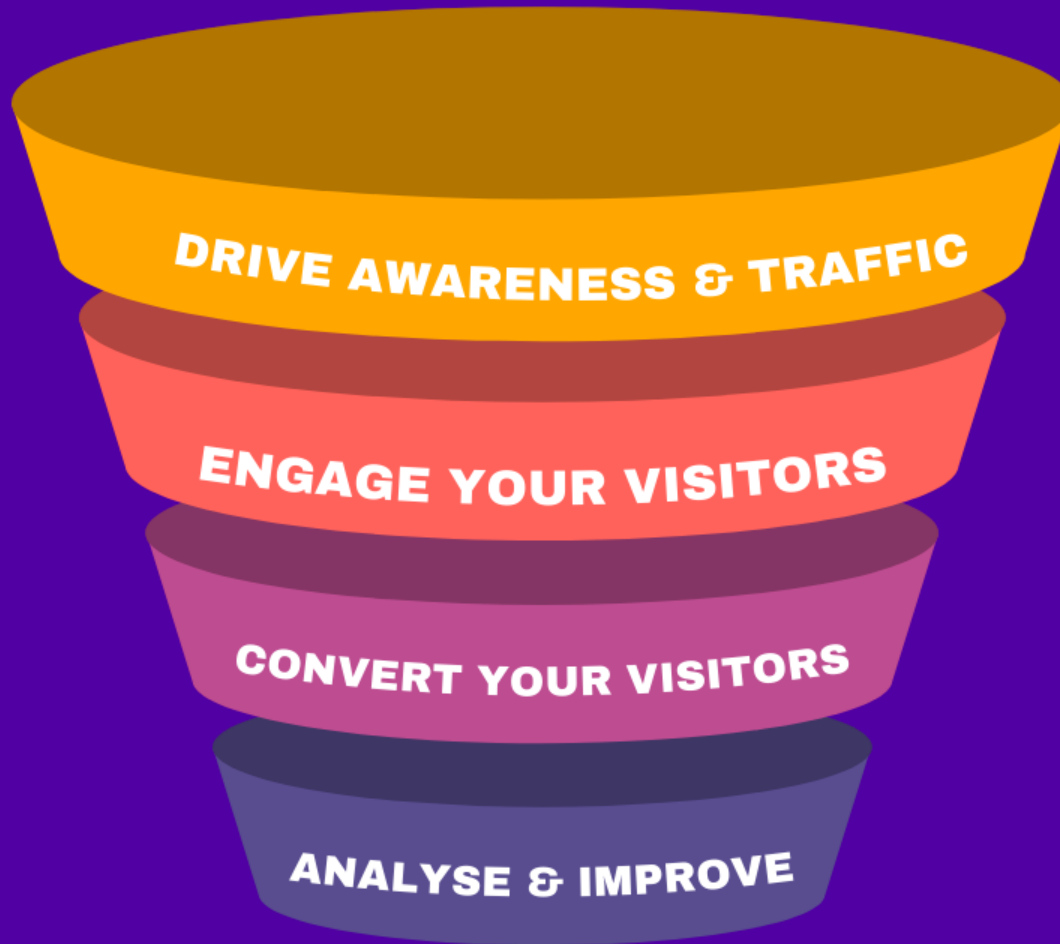 DRIVE AWARENESS & TRAFFIC
ENGAGE YOUR VISITORS
CONVERT YOUR VISITORS
ANALYSE & IMPROVE